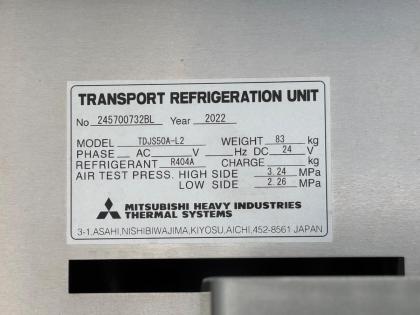 TRANSPORT REFRIGERATION UNIT
No 245700732BL Year 2022
MODEL TDJS50A-L2 WEIGHT 83 kg
PHASE AC V Hz DC 24 V
REFRIGERANT R404A CHARGE kg
AIR TEST PRESS. HIGH SIDE 3.24 MPa
LOW SIDE 2.26 MPa
MITSUBISHI HEAVY INDUSTRIES
THERMAL SYSTEMS
3-1,ASAHI,NISHIBIWAJIMA,KIYOSU,AICHI,452-8561 JAPAN